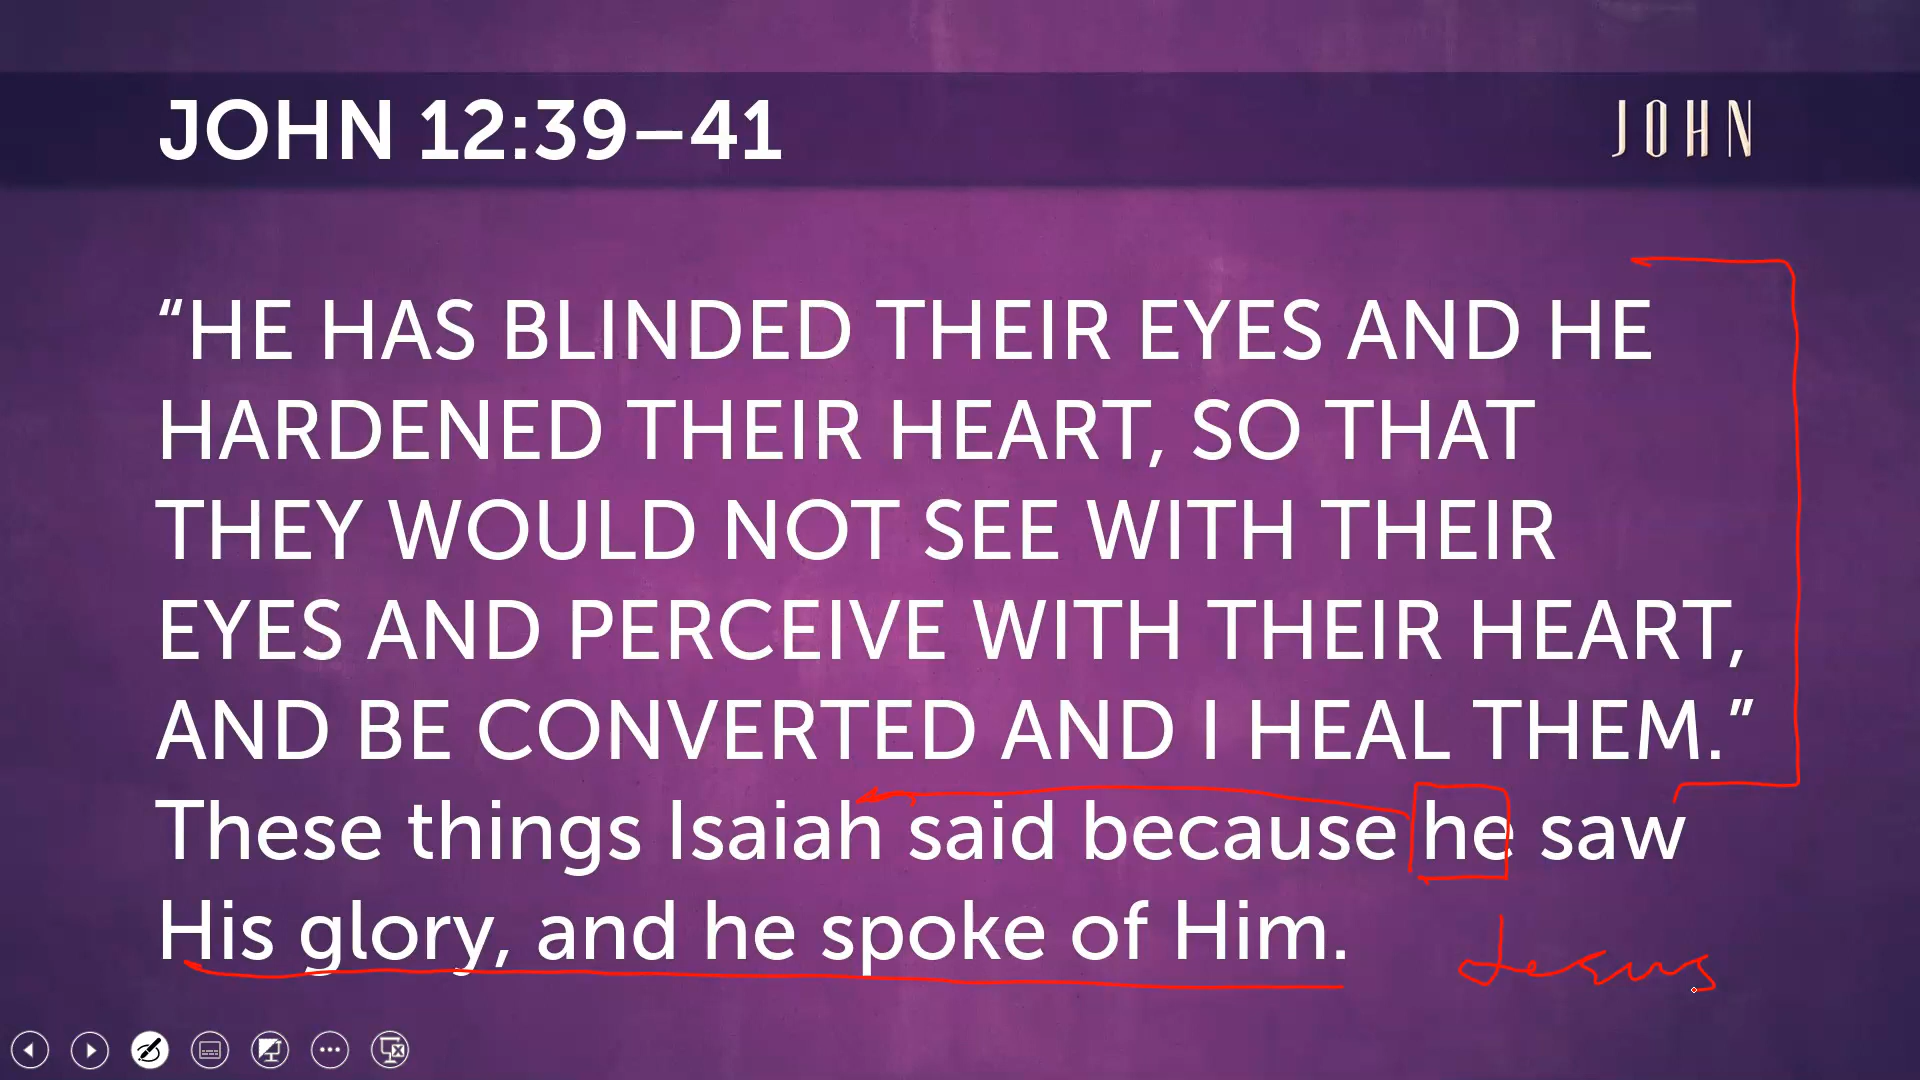 JOHN 12:39–41
JOHN
“HE HAS BLINDED THEIR EYES AND HE
HARDENED THEIR HEART, SO THAT
THEY WOULD NOT SEE WITH THEIR
EYES AND PERCEIVE WITH THEIR HEART,
AND BE CONVERTED AND I HEAL THEM.”
These things Isaiah said because he saw
His glory, and he spoke of Him.
Jesus